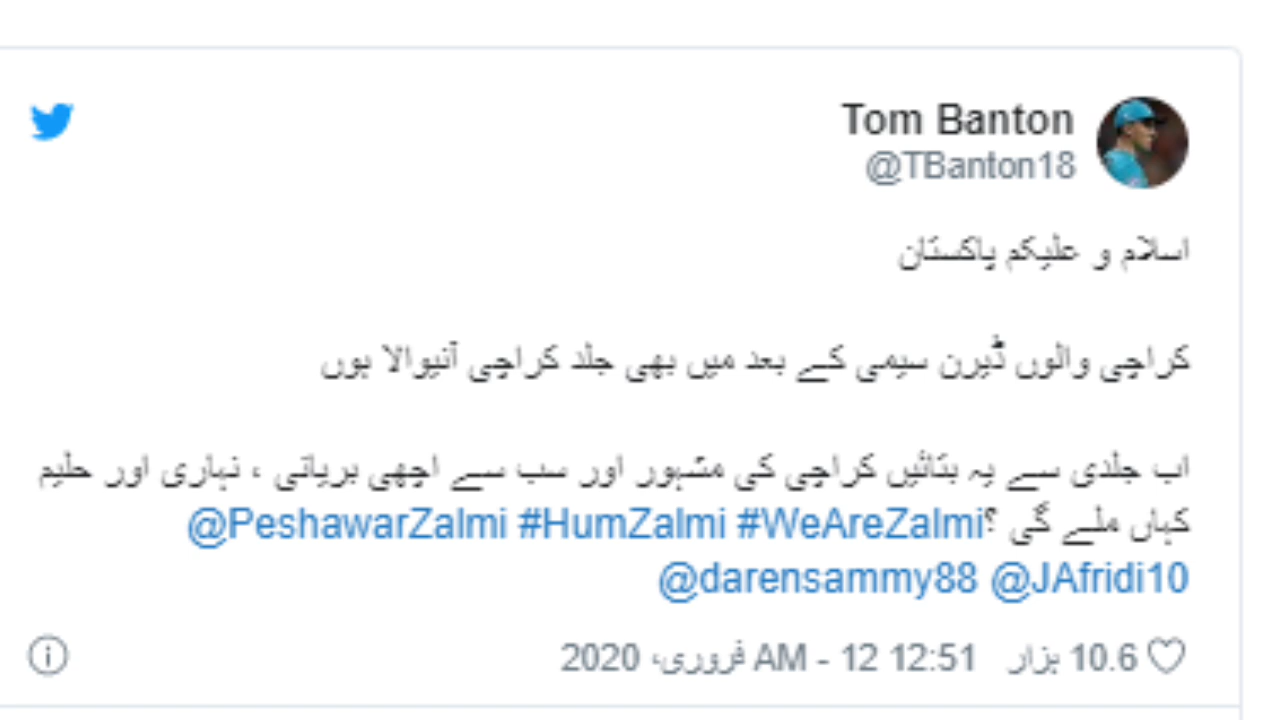 Tom Banton
@TBanton18
اسلام و علیکم پاکستان
کراچی والوں ڈیرن سیمی کے بعد میں بھی جلد کراچی آنیوالا ہوں
اب جلدی سے یہ بتائیں کراچی کی مشہور اور سب سے اچھی بریانی ، نہاری اور حلیم
کہاں ملے گی ؟@PeshawarZalmi #HumZalmi #WeAreZalmi
@darensammy88 @JAfridi10
10.6 ہزار 12:51 AM - 12 فروری، 2020